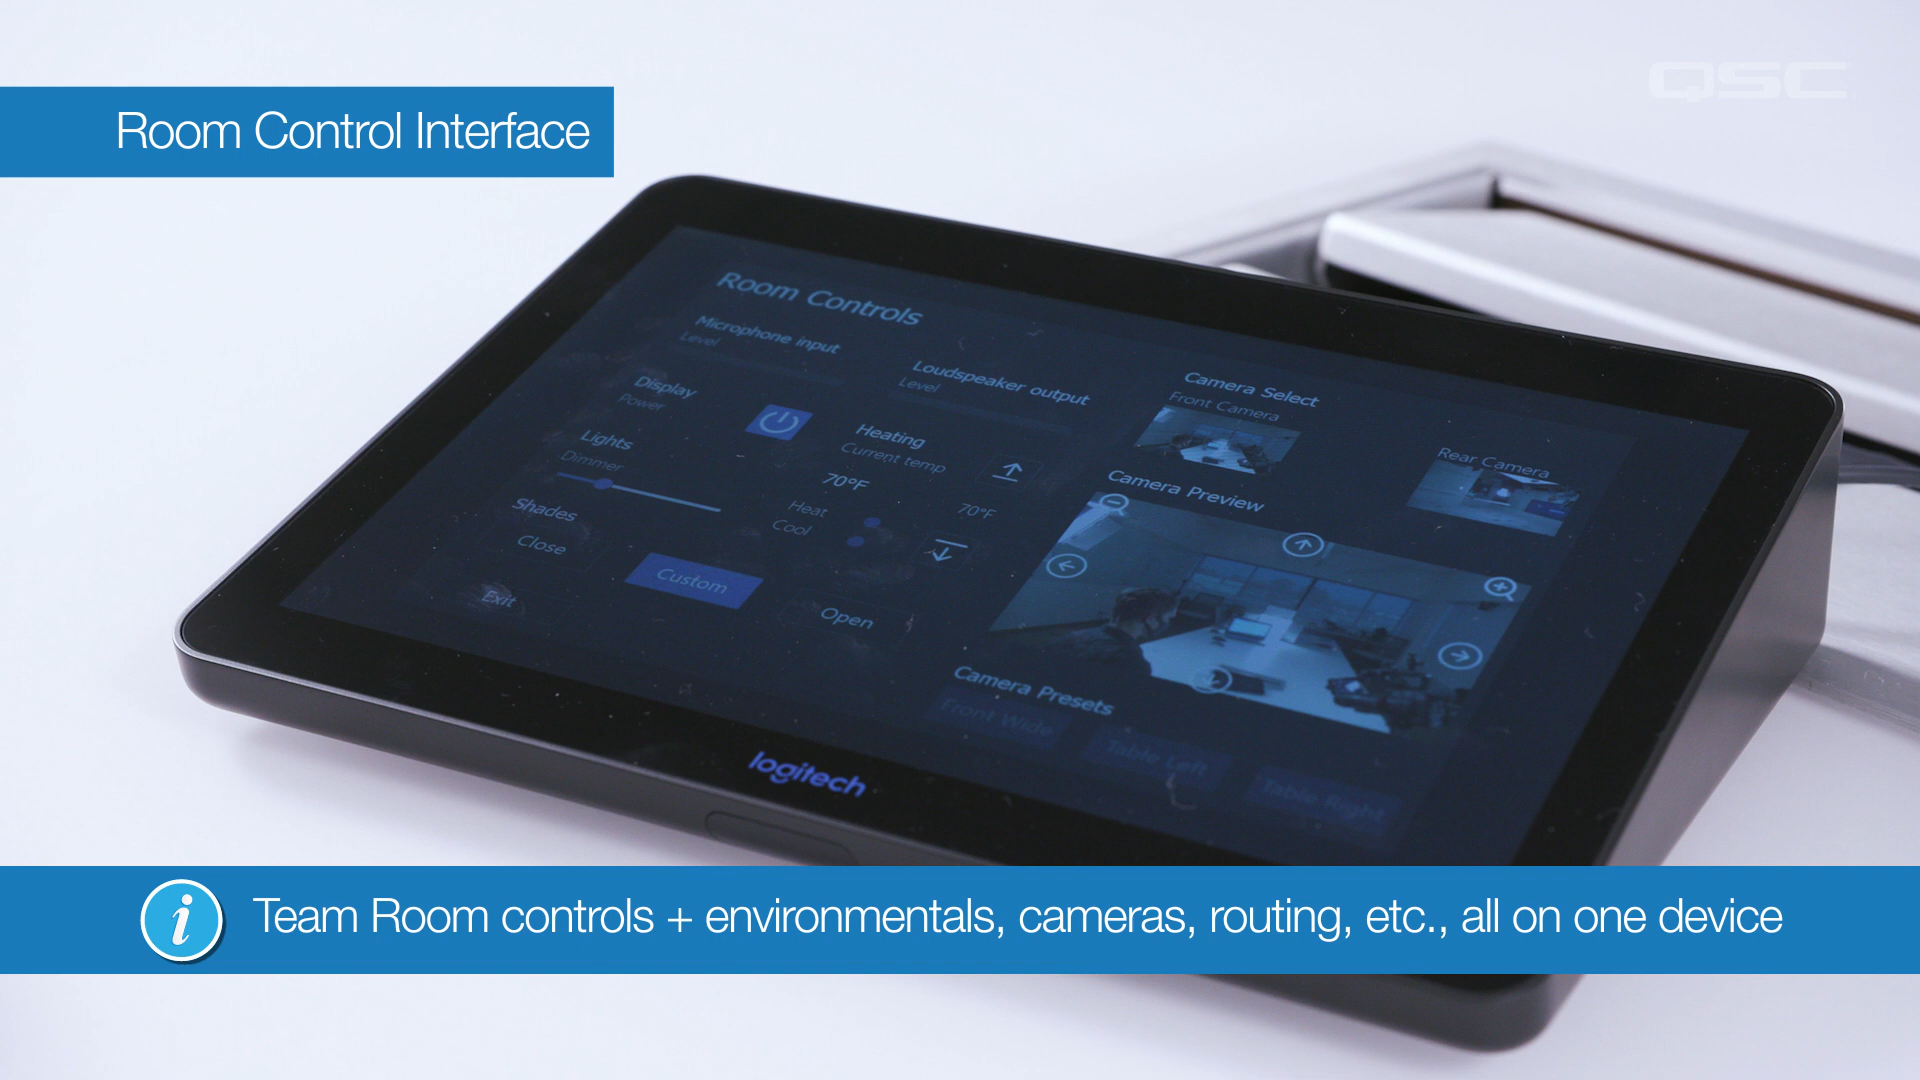 QSC
Room Control Interface
Room Controls
Microphone input
Level
Loudspeaker output
Level
Display
Power
Lights
Dimmer
Shades
Close
Custom
Open
Exit
Heating
Current temp
70°F
70°F
Heat
Cool
Camera Select
Front Camera
Rear Camera
Camera Preview
Camera Presets
Front Wide
Table Left
Table Right
logitech
i Team Room controls + environmentals, cameras, routing, etc., all on one device